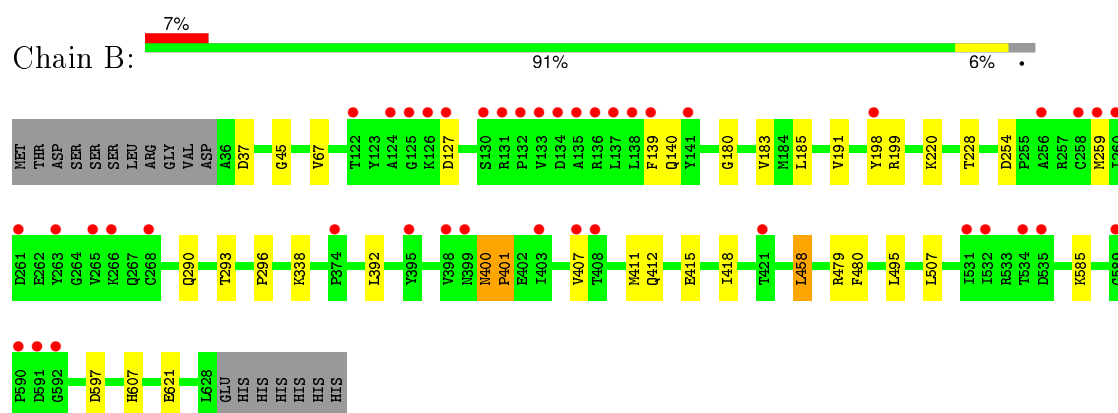 7%
Chain B:
91% 6% •
MET THR ASP SER SER SER LEU ARG GLY VAL ASP A36 D37 G45 V67 T122 Y123 A124 G125 K126 D127 S130 R131 P132 V133 D134 A135 R136 L137 L138 F139 Q140 Y141 G180 V183 M184 L185 V191 Y198 R199 K220 T228 D254 P255 A256 R257 C258 M259
D261 E262 Y263 G264 V265 K266 Q267 C268 Q290 T293 P296 K338 P374 L392 Y395 V398 N399 N400 P401 E402 I403 V407 T408 M411 Q412 E415 I418 T421 L458 R479 F480 L495 L507 I531 I532 R533 T534 D535 K585
P590 D591 G592 D597 H607 E621 L628 GLU HIS HIS HIS HIS HIS HIS